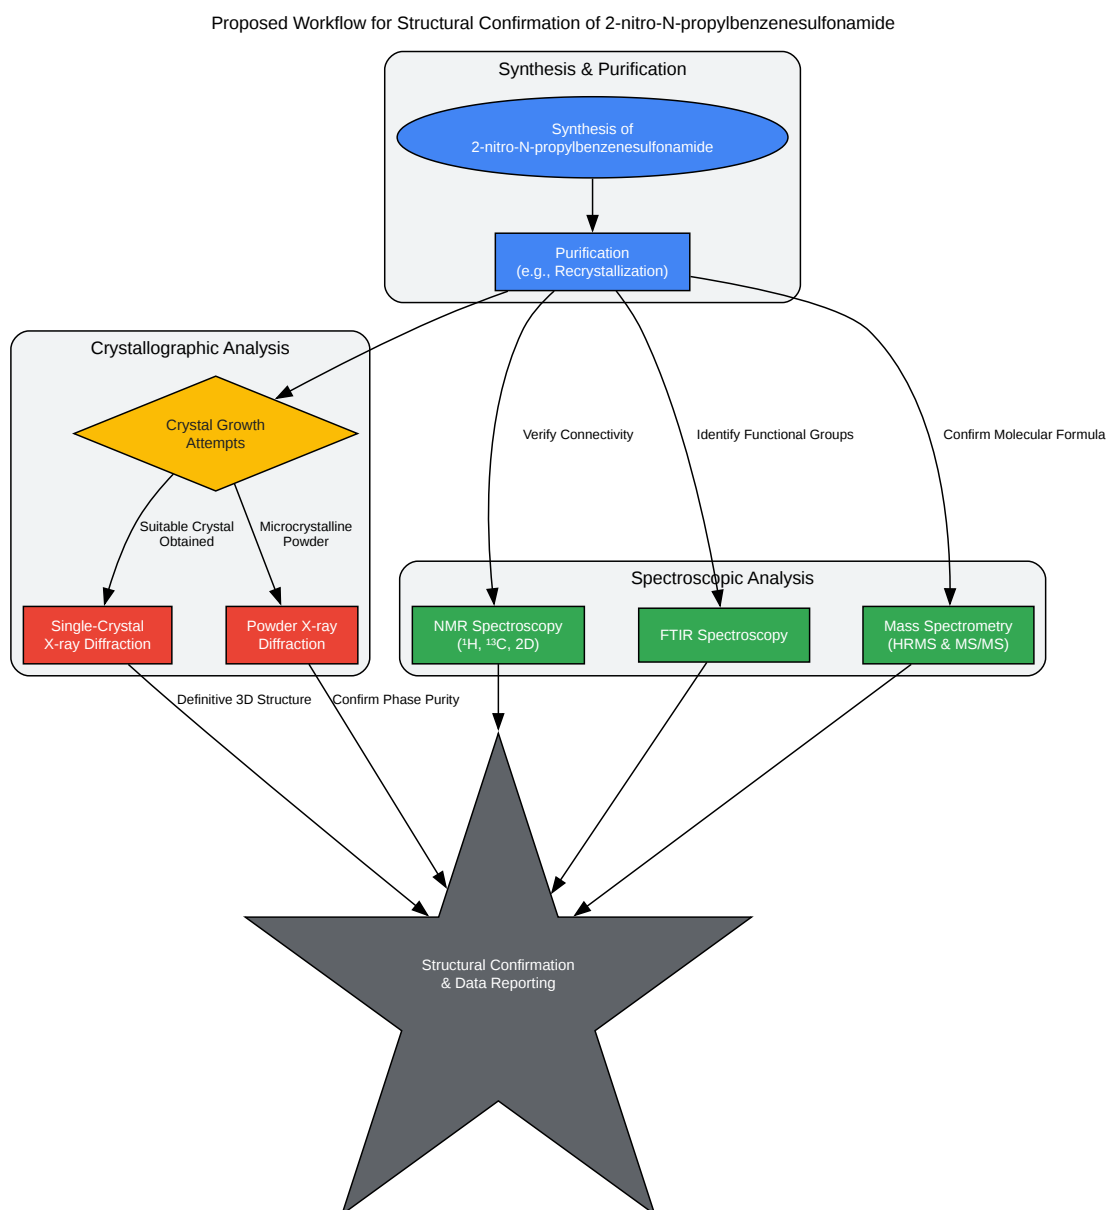 Proposed Workflow for Structural Confirmation of 2-nitro-N-propylbenzenesulfonamide
Synthesis & Purification
Synthesis of
2-nitro-N-propylbenzenesulfonamide
Purification
(e.g., Recrystallization)
Crystallographic Analysis
Crystal Growth
Attempts
Verify Connectivity
Identify Functional Groups
Confirm Molecular Formula
Suitable Crystal
Obtained
Microcrystalline
Powder
Spectroscopic Analysis
Single-Crystal
X-ray Diffraction
Powder X-ray
Diffraction
NMR Spectroscopy
(¹H, ¹³C, 2D)
FTIR Spectroscopy
Mass Spectrometry
(HRMS & MS/MS)
Definitive 3D Structure
Confirm Phase Purity
Structural Confirmation
& Data Reporting